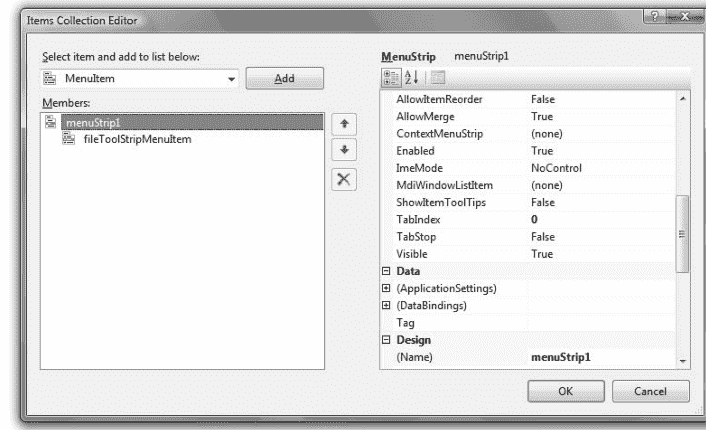 Items Collection Editor
Select item and add to list below:
MenuItem
Add
Members:
menuStrip1
fileToolStripMenuItem
MenuStrip menuStrip1
AllowItemReorder False
AllowMerge True
ContextMenuStrip (none)
Enabled True
ImeMode NoControl
MdiWindowListItem (none)
ShowItemToolTips False
TabIndex 0
TabStop False
Visible True
Data
(ApplicationSettings)
(DataBindings)
Tag
Design
(Name) menuStrip1
OK
Cancel